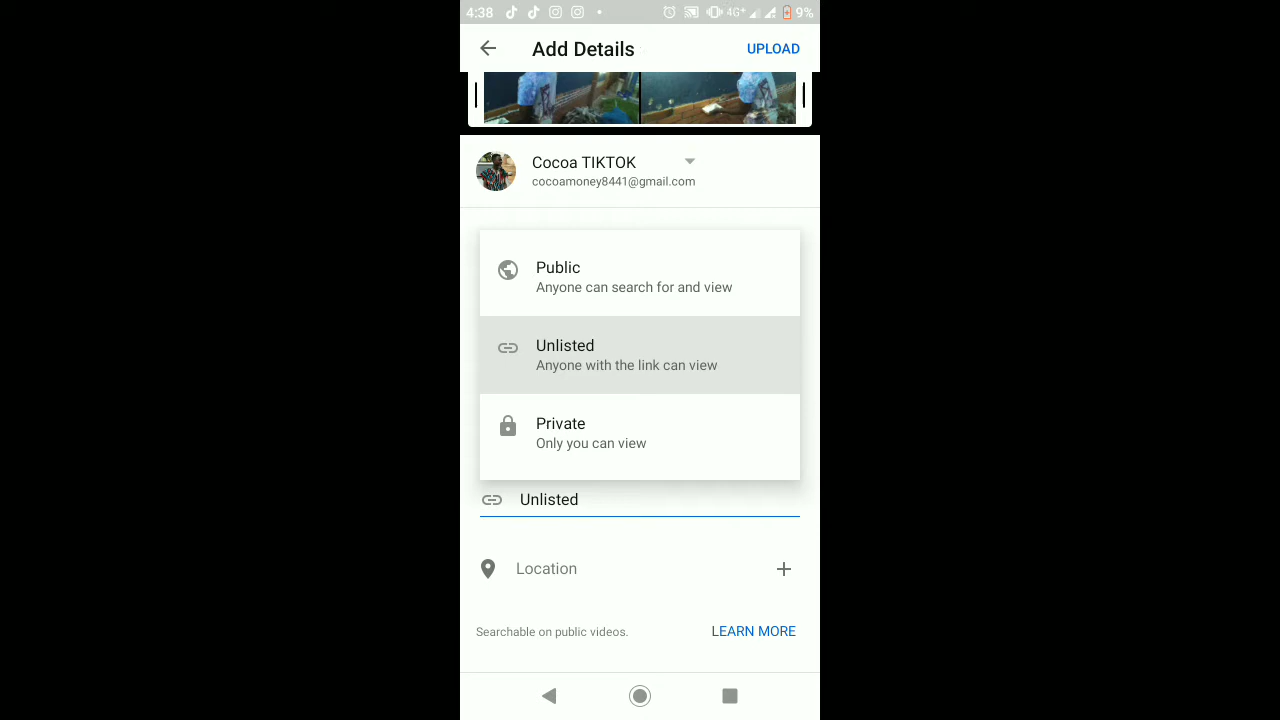 4:38
4G+
9%
Add Details
UPLOAD
Cocoa TIKTOK
cocoamoney8441@gmail.com
Public
Anyone can search for and view
Unlisted
Anyone with the link can view
Private
Only you can view
Unlisted
Location
Searchable on public videos.
LEARN MORE